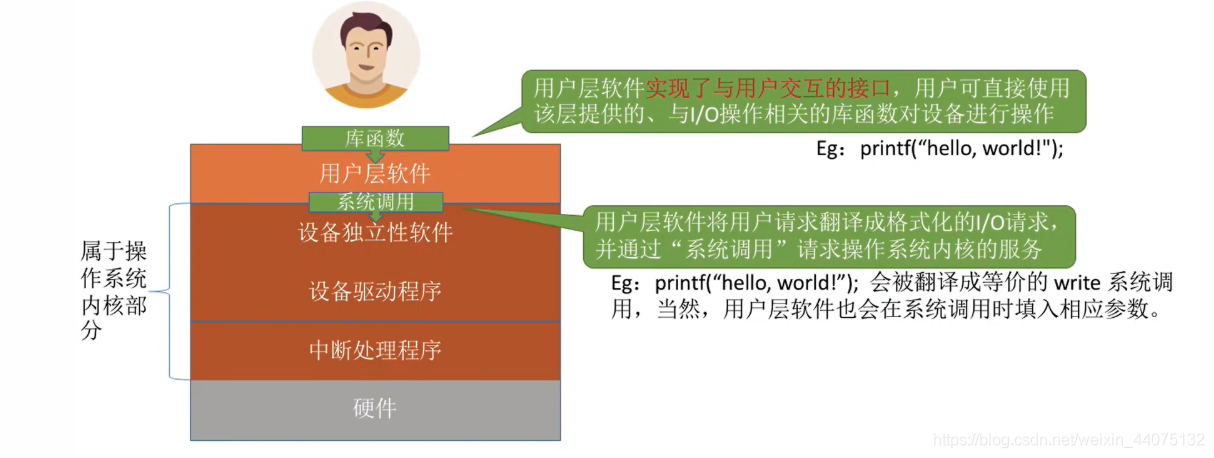 用户层软件实现了与用户交互的接口，用户可直接使用
该层提供的、与I/O操作相关的库函数对设备进行操作
库函数
Eg：printf(“hello, world!");
用户层软件
系统调用
用户层软件将用户请求翻译成格式化的I/O请求，
并通过“系统调用”请求操作系统内核的服务
设备独立性软件
属于操
作系统
内核部
分
Eg：printf(“hello, world!”); 会被翻译成等价的 write 系统调
用，当然，用户层软件也会在系统调用时填入相应参数。
设备驱动程序
中断处理程序
硬件
https://blog.csdn.net/weixin_44075132